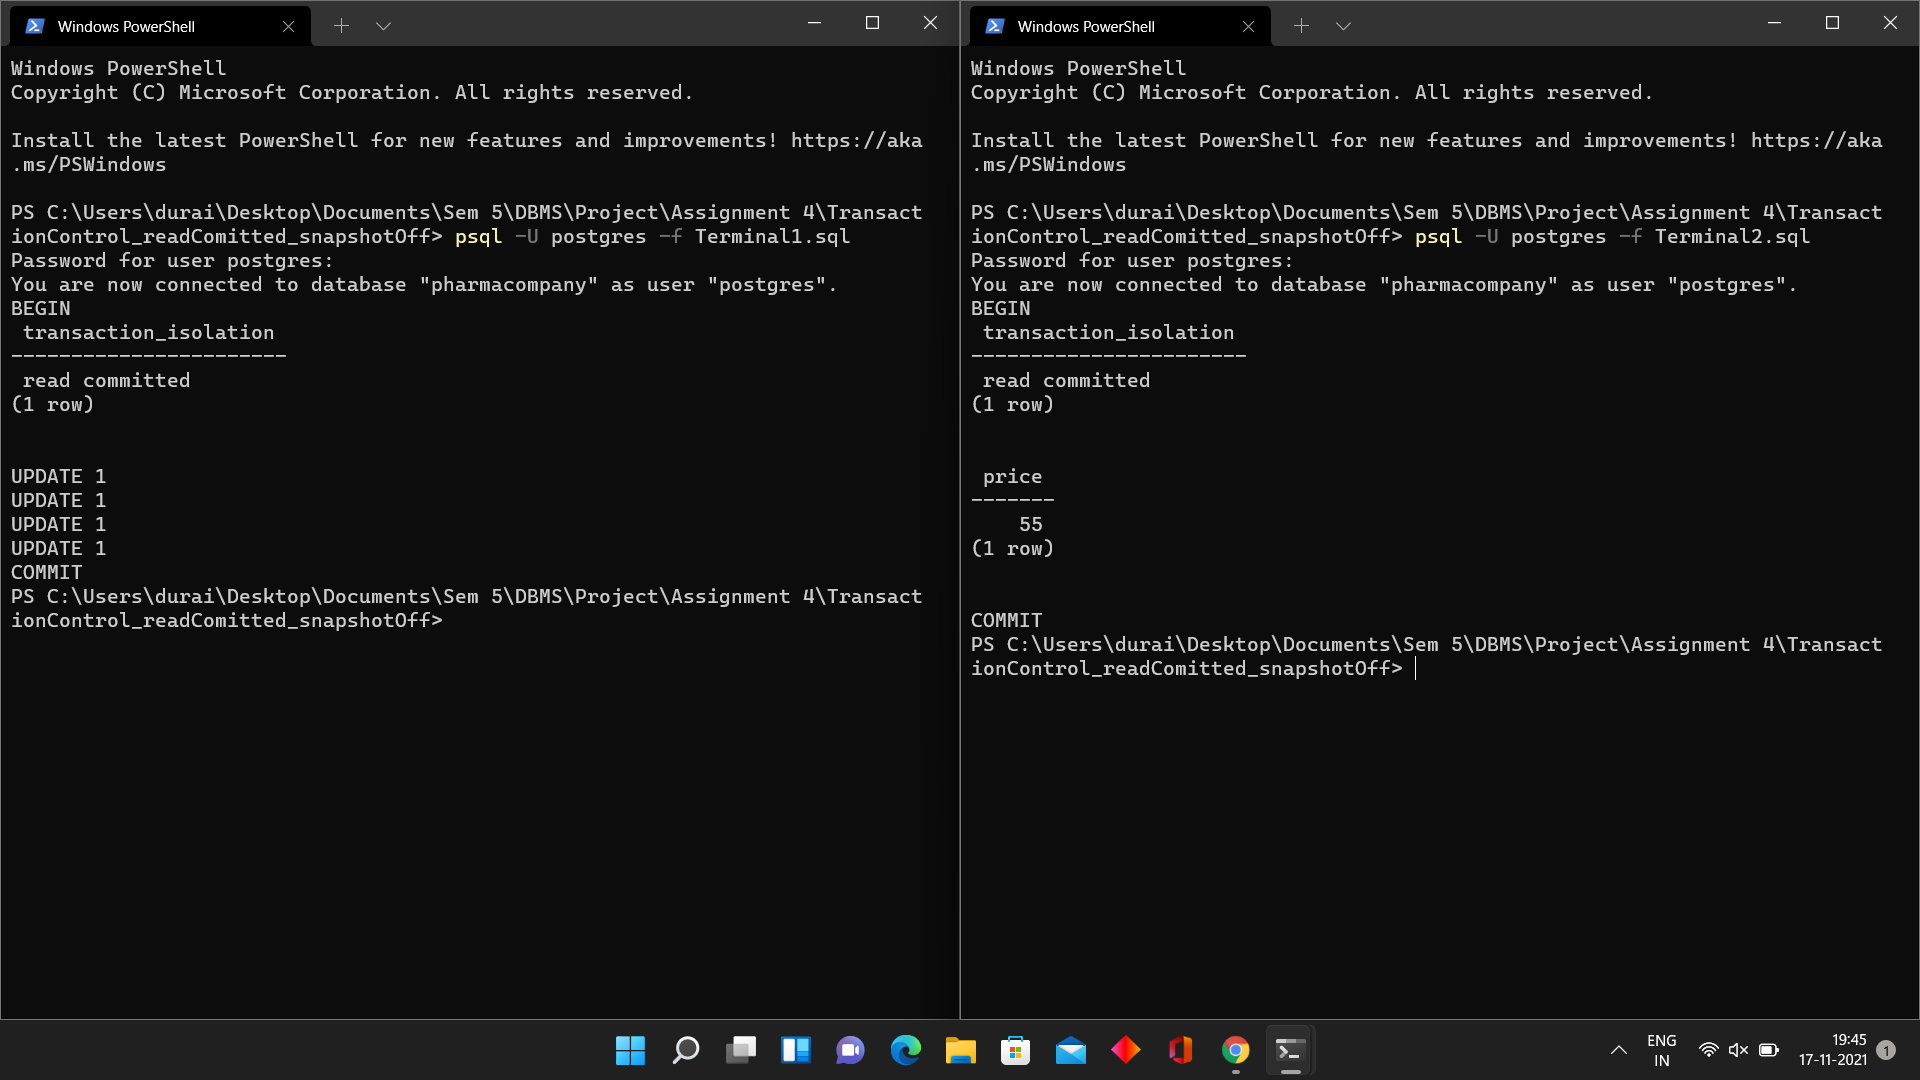 Windows PowerShell
Windows PowerShell
Copyright (C) Microsoft Corporation. All rights reserved.
Install the latest PowerShell for new features and improvements! https://aka
.ms/PSWindows
PS C:\Users\durai\Desktop\Documents\Sem 5\DBMS\Project\Assignment 4\Transact
ionControl_readComitted_snapshotOff> psql -U postgres -f Terminal1.sql
Password for user postgres:
You are now connected to database "pharmacompany" as user "postgres".
BEGIN
transaction_isolation
-----------------------
read committed
(1 row)
UPDATE 1
UPDATE 1
UPDATE 1
UPDATE 1
COMMIT
PS C:\Users\durai\Desktop\Documents\Sem 5\DBMS\Project\Assignment 4\Transact
ionControl_readComitted_snapshotOff>
Windows PowerShell
Windows PowerShell
Copyright (C) Microsoft Corporation. All rights reserved.
Install the latest PowerShell for new features and improvements! https://aka
.ms/PSWindows
PS C:\Users\durai\Desktop\Documents\Sem 5\DBMS\Project\Assignment 4\Transact
ionControl_readComitted_snapshotOff> psql -U postgres -f Terminal2.sql
Password for user postgres:
You are now connected to database "pharmacompany" as user "postgres".
BEGIN
transaction_isolation
-----------------------
read committed
(1 row)
price
-------
55
(1 row)
COMMIT
PS C:\Users\durai\Desktop\Documents\Sem 5\DBMS\Project\Assignment 4\Transact
ionControl_readComitted_snapshotOff>
ENG
IN
19:45
17-11-2021
1